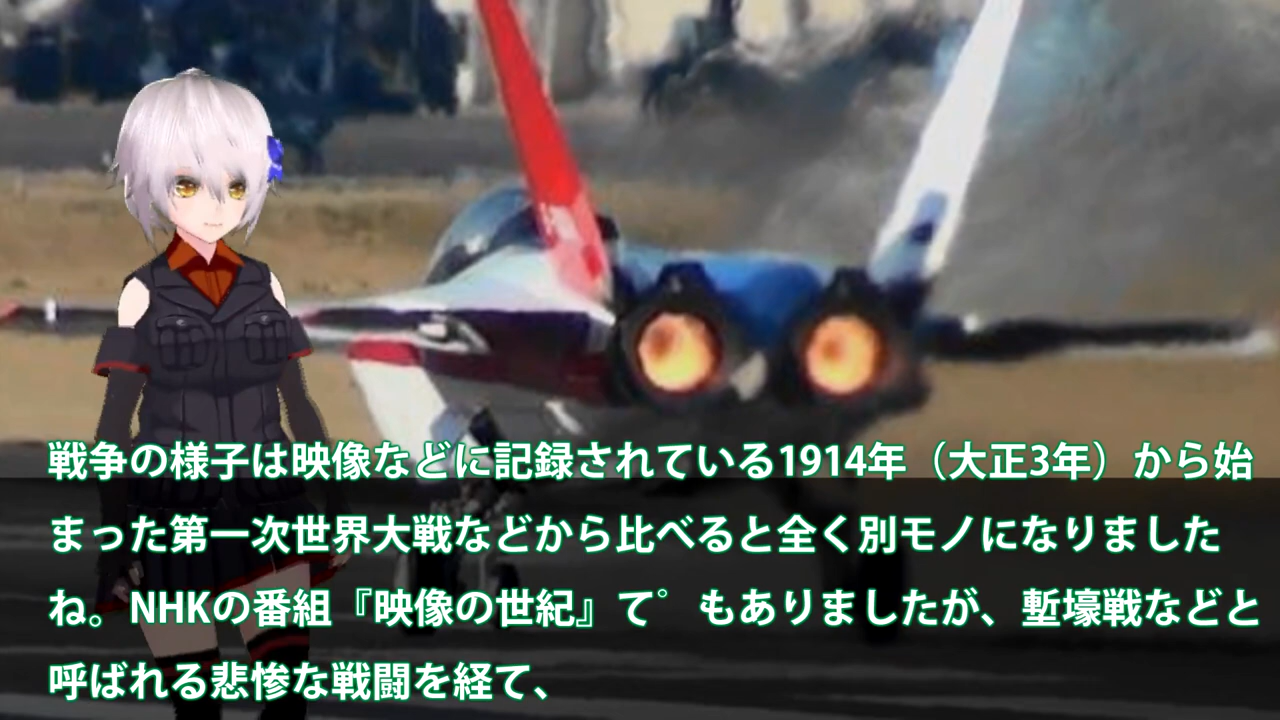 戦争の様子は映像などに記録されている1914年（大正3年）から始
まった第一次世界大戦などから比べると全く別モノになりました
ね。NHKの番組『映像の世紀』て゜もありましたが、塹壕戦などと
呼ばれる悲惨な戦闘を経て、